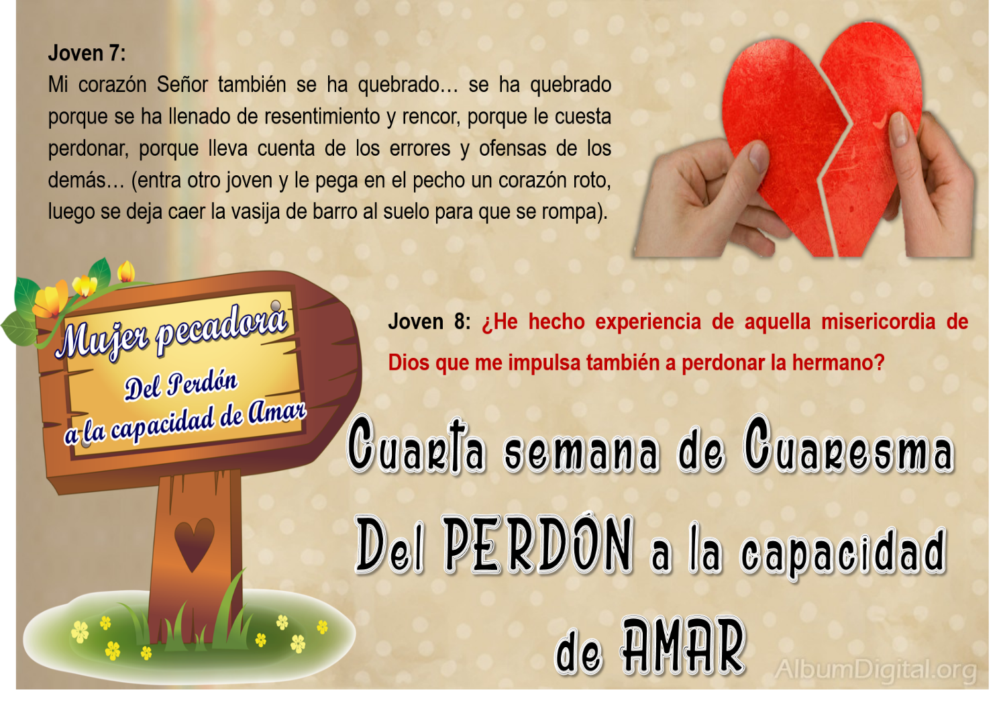 Joven 7:
Mi corazón Señor también se ha quebrado… se ha quebrado
porque se ha llenado de resentimiento y rencor, porque le cuesta
perdonar, porque lleva cuenta de los errores y ofensas de los
demás… (entra otro joven y le pega en el pecho un corazón roto,
luego se deja caer la vasija de barro al suelo para que se rompa).
Mujer pecadora
Del Perdón
a la capacidad de Amar
Joven 8: ¿He hecho experiencia de aquella misericordia de
Dios que me impulsa también a perdonar la hermano?
Cuarta semana de Cuaresma
Del PERDÓN a la capacidad
de AMAR
AlbumDigital.org